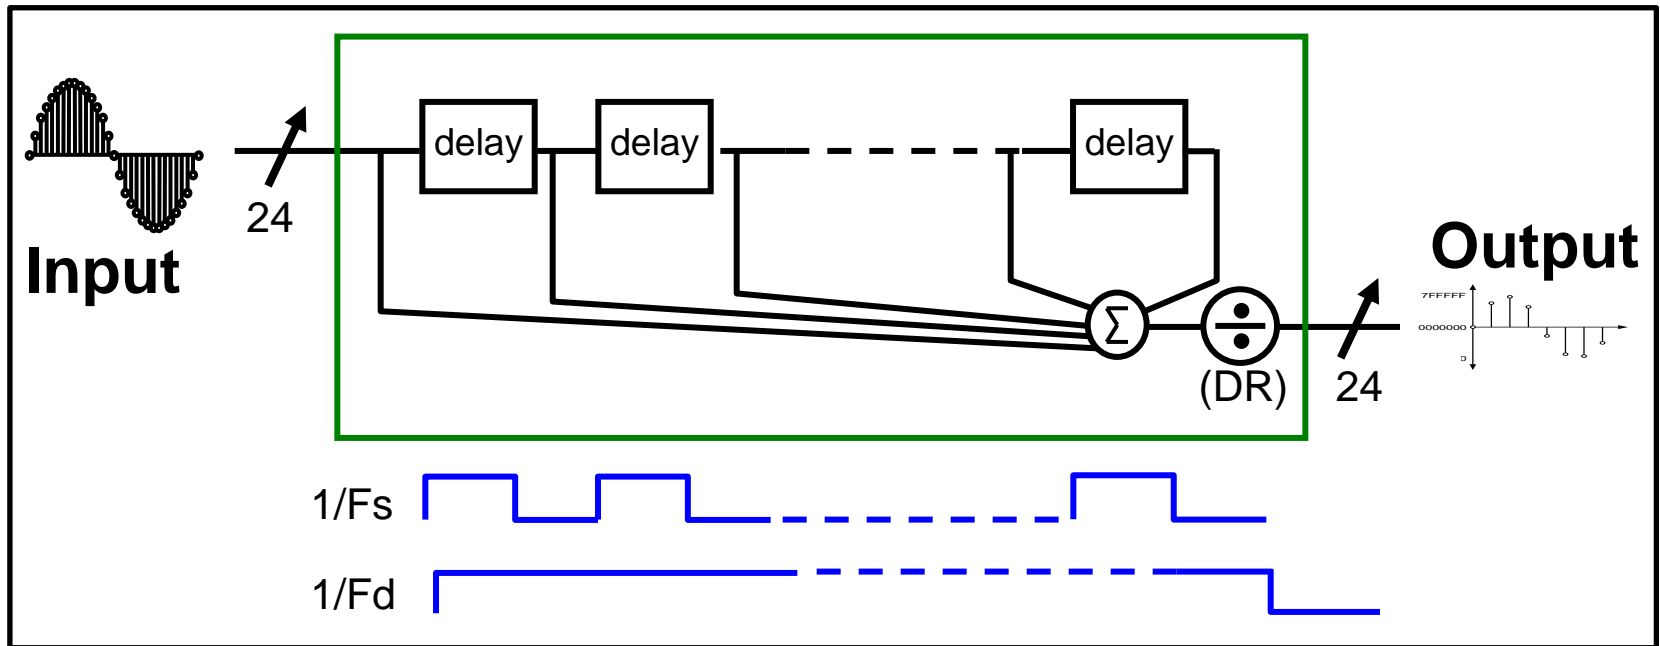 delay delay delay
24
Input
Output
7FFFFF
0000000
Σ
(DR)
24
1/Fs
1/Fd